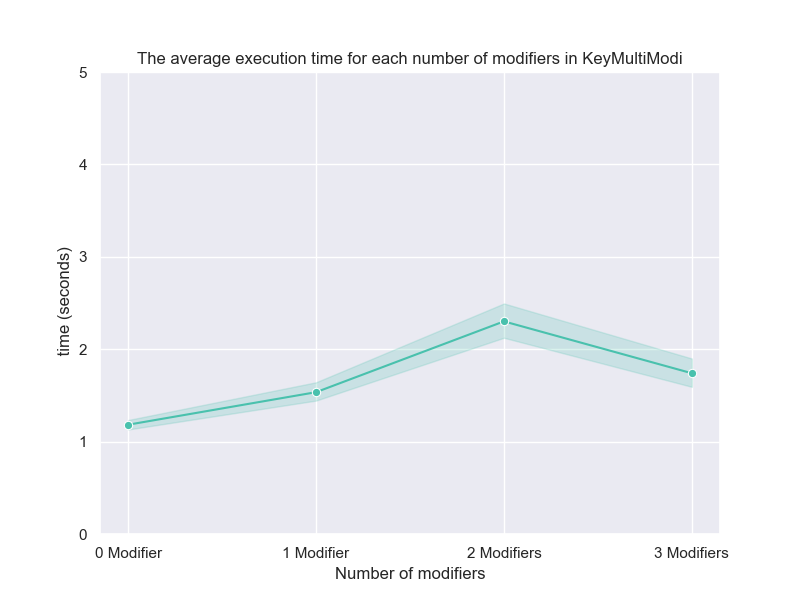 The average execution time for each number of modifiers in KeyMultiModi
5
4
3
2
1
0
time (seconds)
0 Modifier
1 Modifier
2 Modifiers
3 Modifiers
Number of modifiers